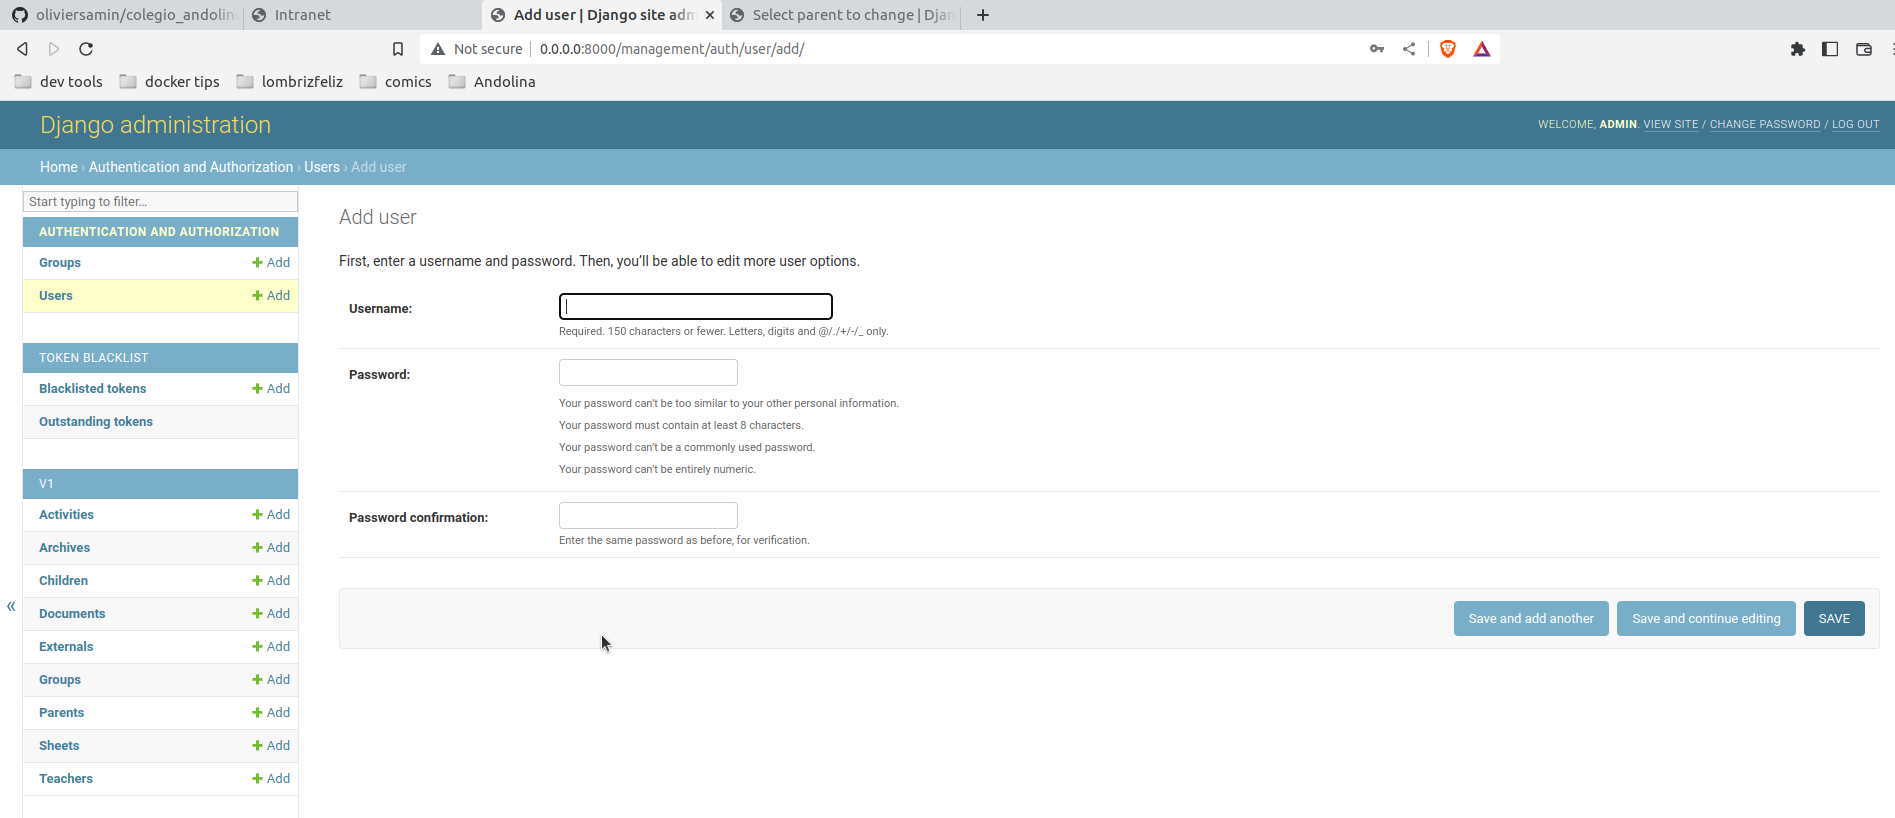 oliviersamin/colegio_andolin
Intranet
Add user | Django site adm
Select parent to change | Djan
Not secure
0.0.0.0:8000/management/auth/user/add/
dev tools
docker tips
lombrizfeliz
comics
Andolina
Django administration
WELCOME, ADMIN. VIEW SITE / CHANGE PASSWORD / LOG OUT
Home › Authentication and Authorization › Users › Add user
Start typing to filter...
AUTHENTICATION AND AUTHORIZATION
Groups + Add
Users + Add
TOKEN BLACKLIST
Blacklisted tokens + Add
Outstanding tokens
V1
Activities + Add
Archives + Add
Children + Add
Documents + Add
Externals + Add
Groups + Add
Parents + Add
Sheets + Add
Teachers + Add
«
Add user
First, enter a username and password. Then, you’ll be able to edit more user options.
Username:
Required. 150 characters or fewer. Letters, digits and @/./+/-/_ only.
Password:
Your password can’t be too similar to your other personal information.
Your password must contain at least 8 characters.
Your password can’t be a commonly used password.
Your password can’t be entirely numeric.
Password confirmation:
Enter the same password as before, for verification.
Save and add another
Save and continue editing
SAVE